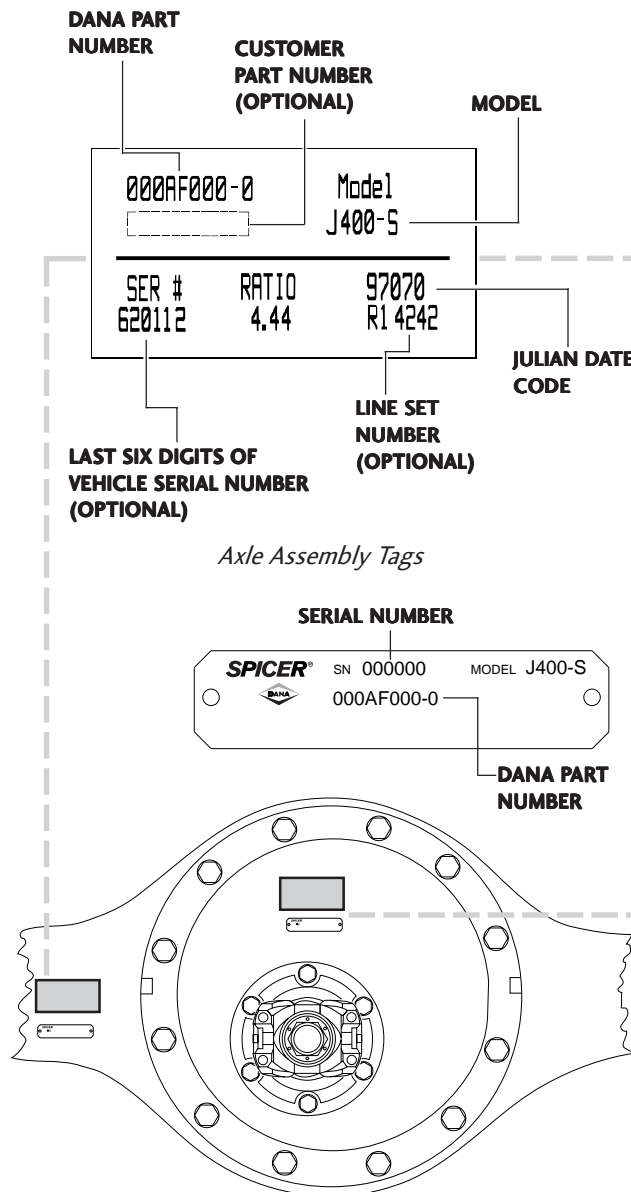 DANA PART
NUMBER
CUSTOMER
PART NUMBER
(OPTIONAL)
MODEL
000AF000-0
Model
J400-S
SER #
RATIO
97070
620112
4.44
R1 4242
JULIAN DATE
CODE
LINE SET
NUMBER
(OPTIONAL)
LAST SIX DIGITS OF
VEHICLE SERIAL NUMBER
(OPTIONAL)
Axle Assembly Tags
SERIAL NUMBER
SPICER® SN 000000 MODEL J400-S
DANA 000AF000-0
DANA PART
NUMBER
SPICER
SPICER